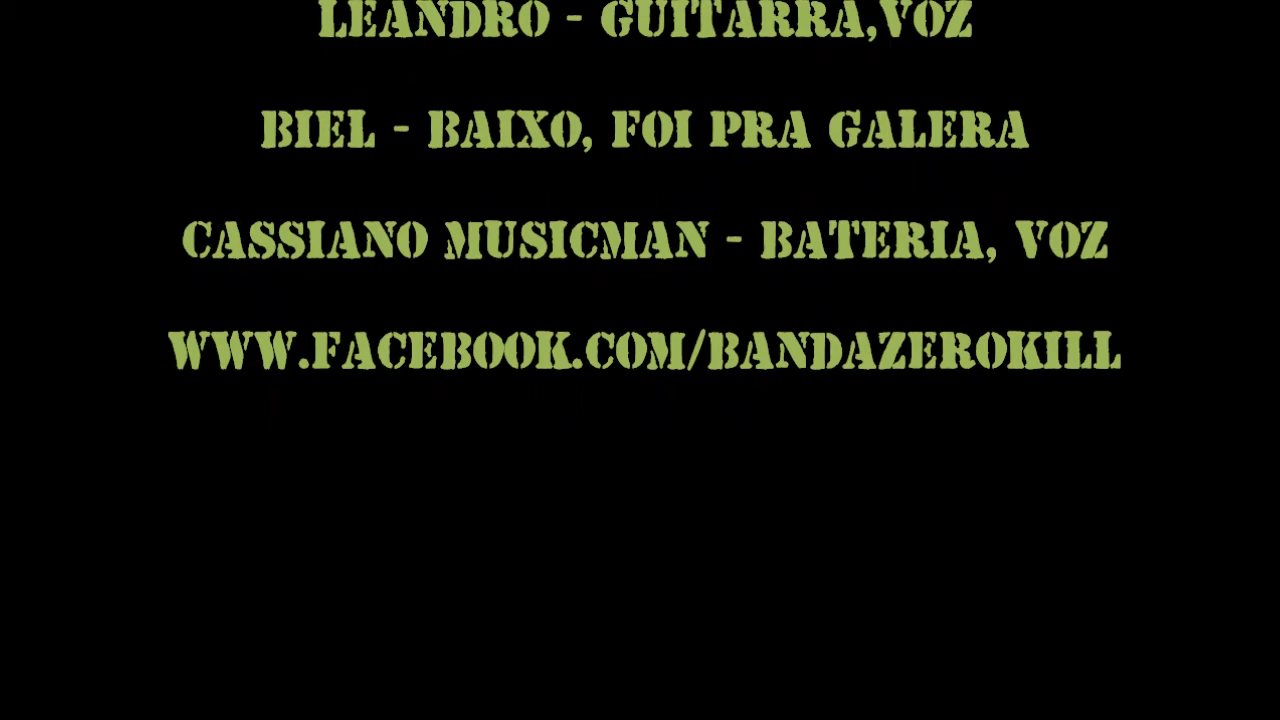 LEANDRO - GUITARRA,VOZ
BIEL - BAIXO, FOI PRA GALERA
CASSIANO MUSICMAN - BATERIA, VOZ
WWW.FACEBOOK.COM/BANDAZEROKILL